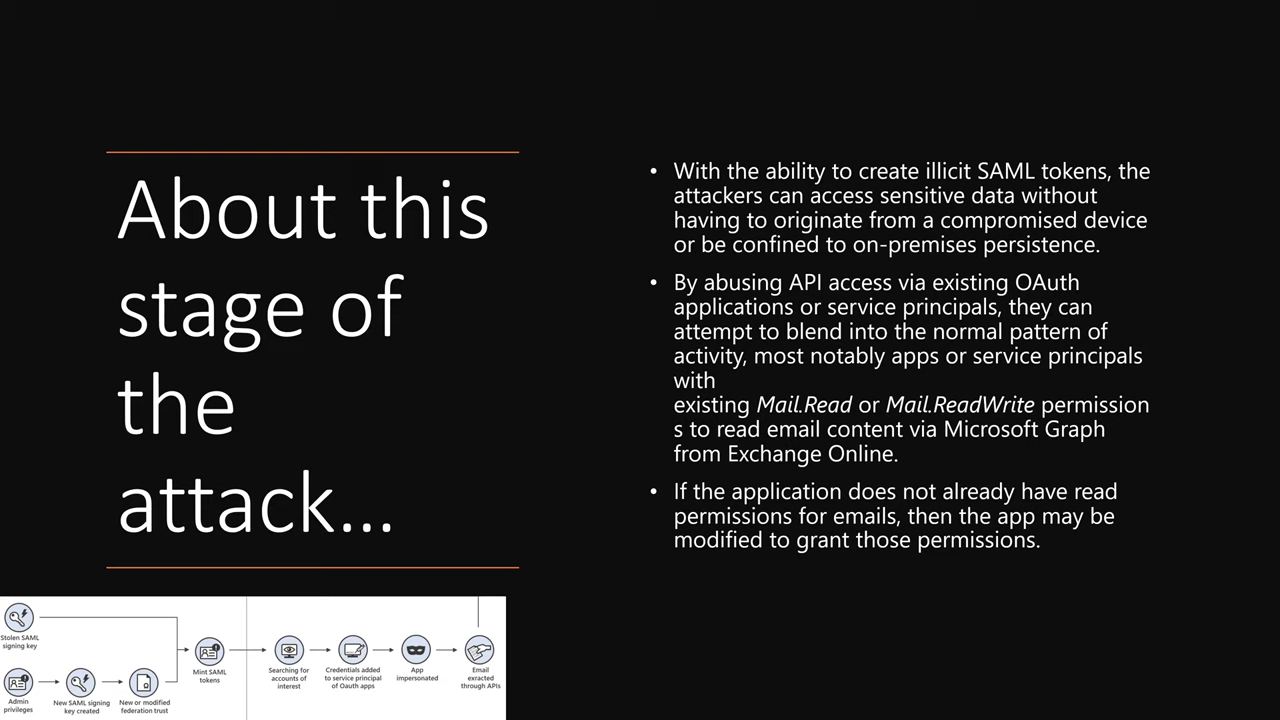 About this
stage of
the
attack...
• With the ability to create illicit SAML tokens, the
attackers can access sensitive data without
having to originate from a compromised device
or be confined to on-premises persistence.
• By abusing API access via existing OAuth
applications or service principals, they can
attempt to blend into the normal pattern of
activity, most notably apps or service principals
with
existing Mail.Read or Mail.ReadWrite permission
s to read email content via Microsoft Graph
from Exchange Online.
• If the application does not already have read
permissions for emails, then the app may be
modified to grant those permissions.
Stolen SAML
signing key
Admin
privileges
New SAML signing
key created
New or modified
federation trust
Mint SAML
tokens
Searching for
accounts of
interest
Credentials added
to service principal
of Oauth apps
App
impersonated
Email
exracted
through APIs